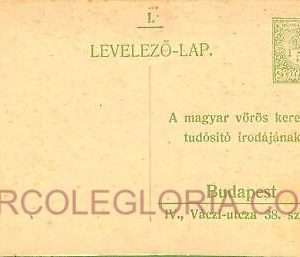 I.
LEVELEZŐ-LAP.
A magyar vörös kere
tudósító irodájának
Budapest
RCOLEGLORIA.CO
IV., Váczi-utcza 38. sz